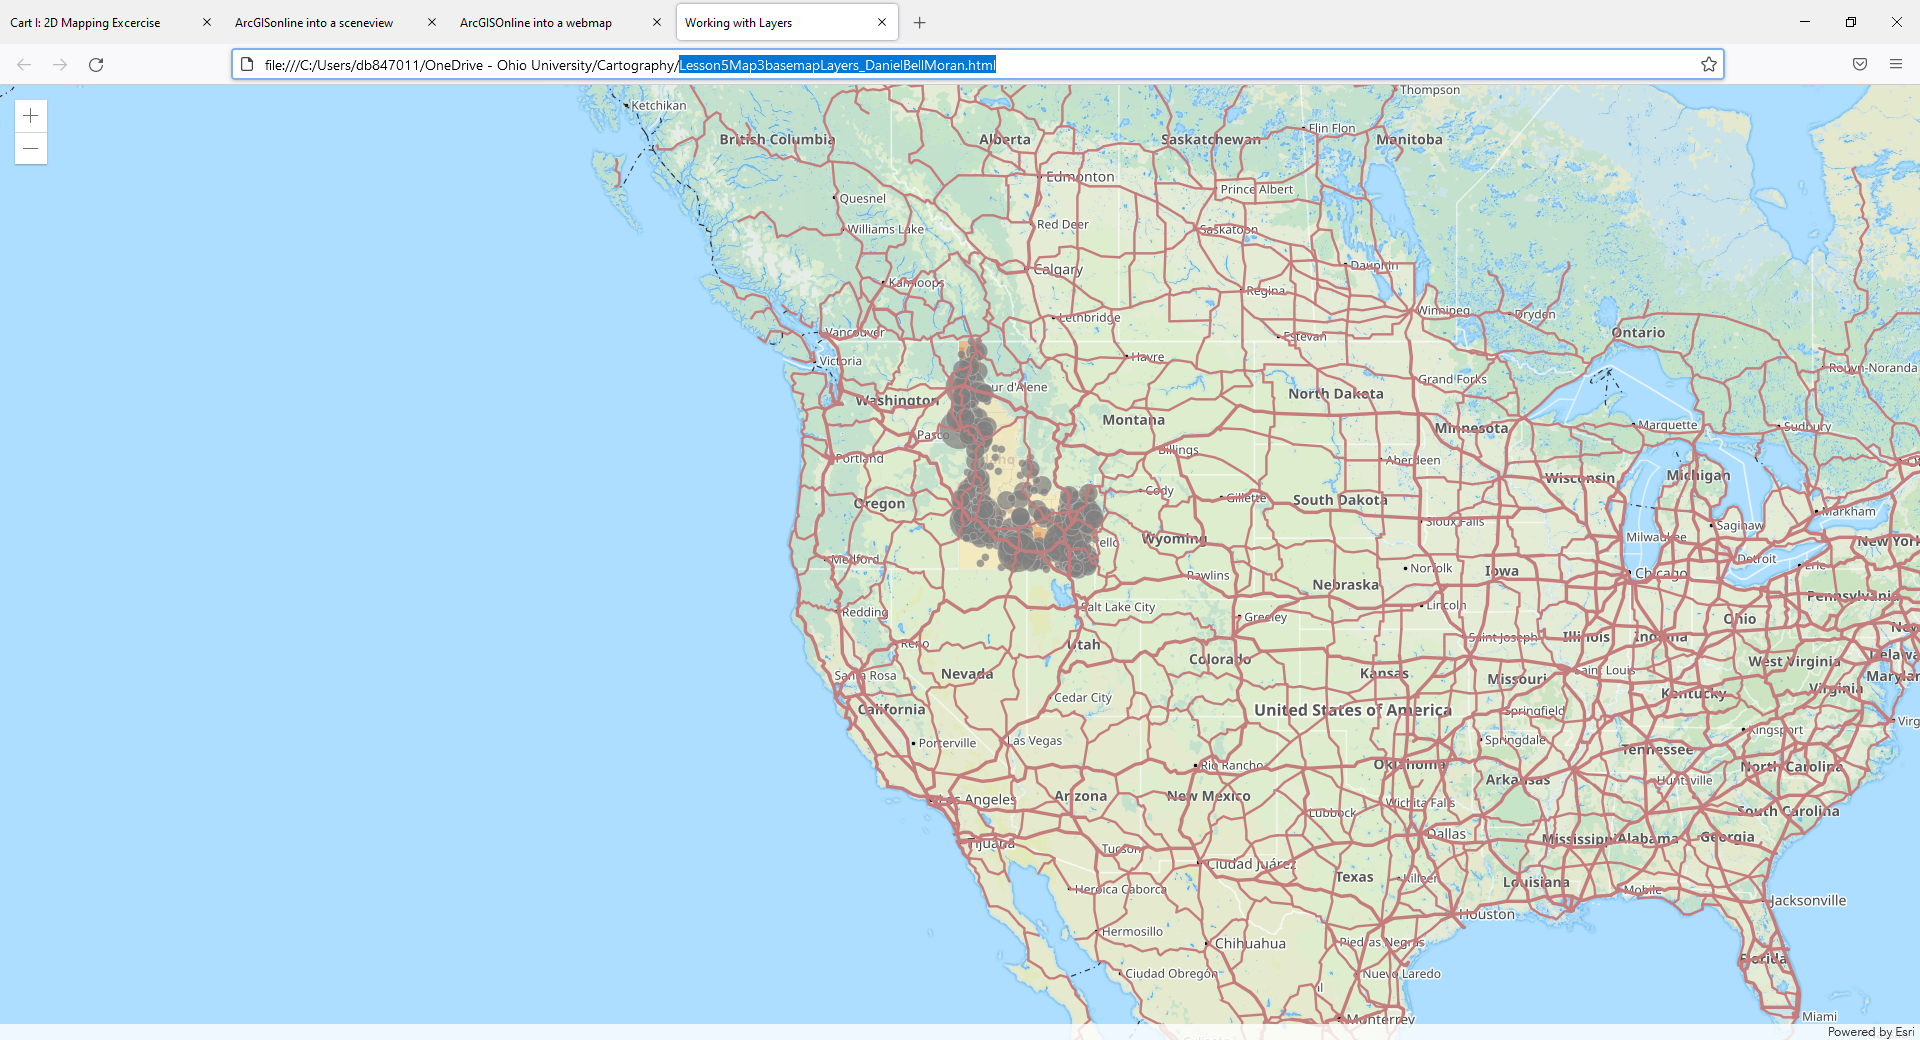 Cart I: 2D Mapping Excercise
ArcGISonline into a sceneview
ArcGISOnline into a webmap
Working with Layers
file:///C:/Users/db847011/OneDrive - Ohio University/Cartography/Lesson5Map3basemapLayers_DanielBellMoran.html
Ketchikan
Thompson
British Columbia
Alberta
Saskatchewan
Flin Flon
Manitoba
Edmonton
Prince Albert
Quesnel
Red Deer
Williams Lake
Saskatoon
Calgary
Dauphin
Kamloops
Regina
Lethbridge
Winnipeg
Dryden
Vancouver
Estevan
Ontario
Victoria
Havre
Rouyn-Noranda
ur d'Alene
Grand Forks
Washington
North Dakota
Montana
Marquette
Sudbury
Pasco
Minnesota
Billings
Portland
Aberdeen
Wisconsin
Michigan
Cody
Gillette
South Dakota
Oregon
Markham
Sioux Falls
Saginaw
Milwaukee
Wyoming
ello
New York
Medford
Detroit
Erie
Rawlins
Norfolk
Iowa
Chicago
Nebraska
Pennsylvania
Redding
Salt Lake City
Lincoln
Greeley
Ohio
New
Reno
Utah
Saint Joseph
Illinois
Indiana
Delawa
Colorado
West Virginia
Santa Rosa
Nevada
Kansas
Missouri
Saint Louis
Marylan
Cedar City
Kentucky
Virginia
California
United States of America
Springfield
Virg
Kingsport
Porterville
Las Vegas
Springdale
Tennessee
Rio Rancho
Oklahoma
North Carolina
Los Angeles
Arizona
New Mexico
Arkansas
Huntsville
Wichita Falls
Lubbock
South Carolina
Dallas
Mississippi
Alabama
Georgia
Tijuana
Tucson
Ciudad Juárez
Texas
Killeen
Louisiana
Mobile
Heroica Caborca
Jacksonville
Houston
Hermosillo
Chihuahua
Piedras Negras
Florida
Ciudad Obregón
Nuevo Laredo
Monterrey
Miami
Powered by Esri